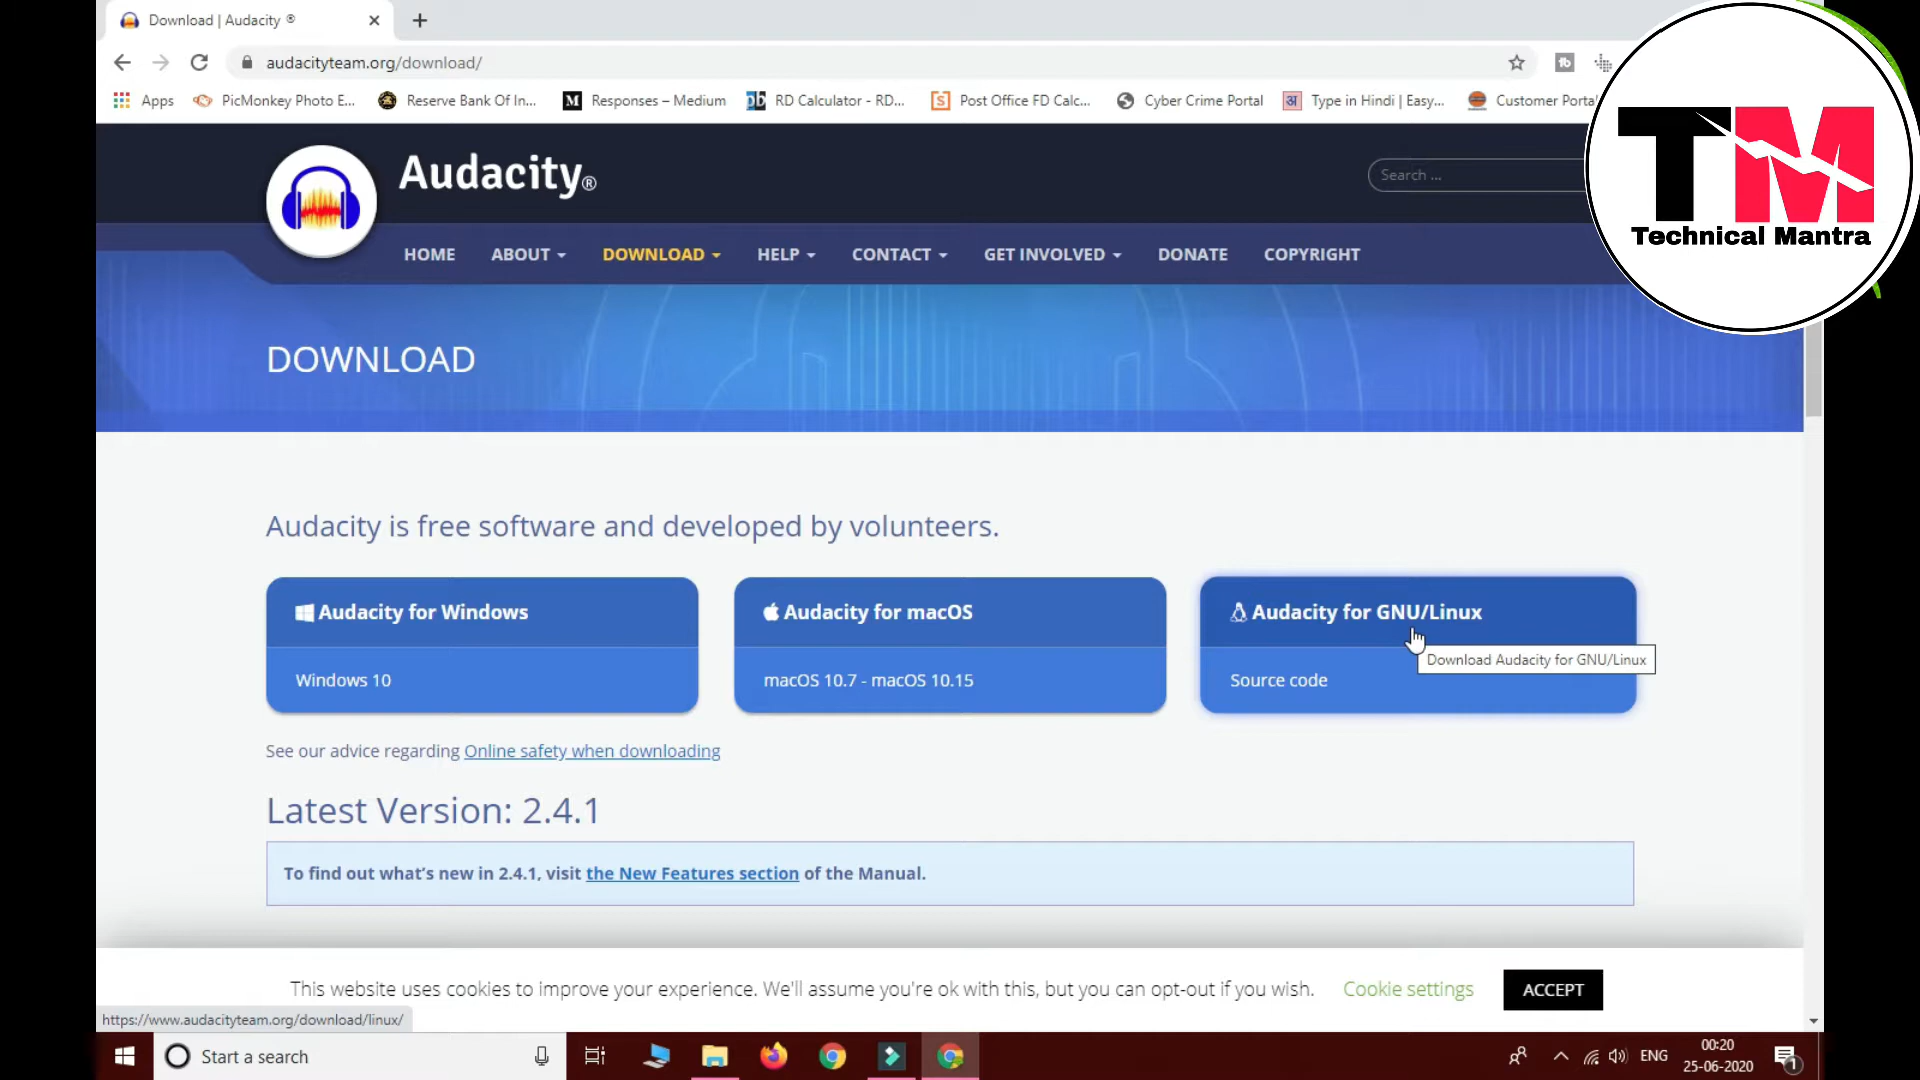 Download | Audacity ®
audacityteam.org/download/
Apps PicMonkey Photo E... Reserve Bank Of In... M Responses – Medium pb RD Calculator - RD... S Post Office FD Calc... Cyber Crime Portal अ Type in Hindi | Easy... Customer Porta
TM
Technical Mantra
Audacity®
Search ...
HOME ABOUT DOWNLOAD HELP CONTACT GET INVOLVED DONATE COPYRIGHT
DOWNLOAD
Audacity is free software and developed by volunteers.
Audacity for Windows
Windows 10
Audacity for macOS
macOS 10.7 - macOS 10.15
Audacity for GNU/Linux
Download Audacity for GNU/Linux
Source code
See our advice regarding Online safety when downloading
Latest Version: 2.4.1
To find out what's new in 2.4.1, visit the New Features section of the Manual.
This website uses cookies to improve your experience. We'll assume you're ok with this, but you can opt-out if you wish. Cookie settings ACCEPT
https://www.audacityteam.org/download/linux/
Start a search
ENG
00:20
25-06-2020
1